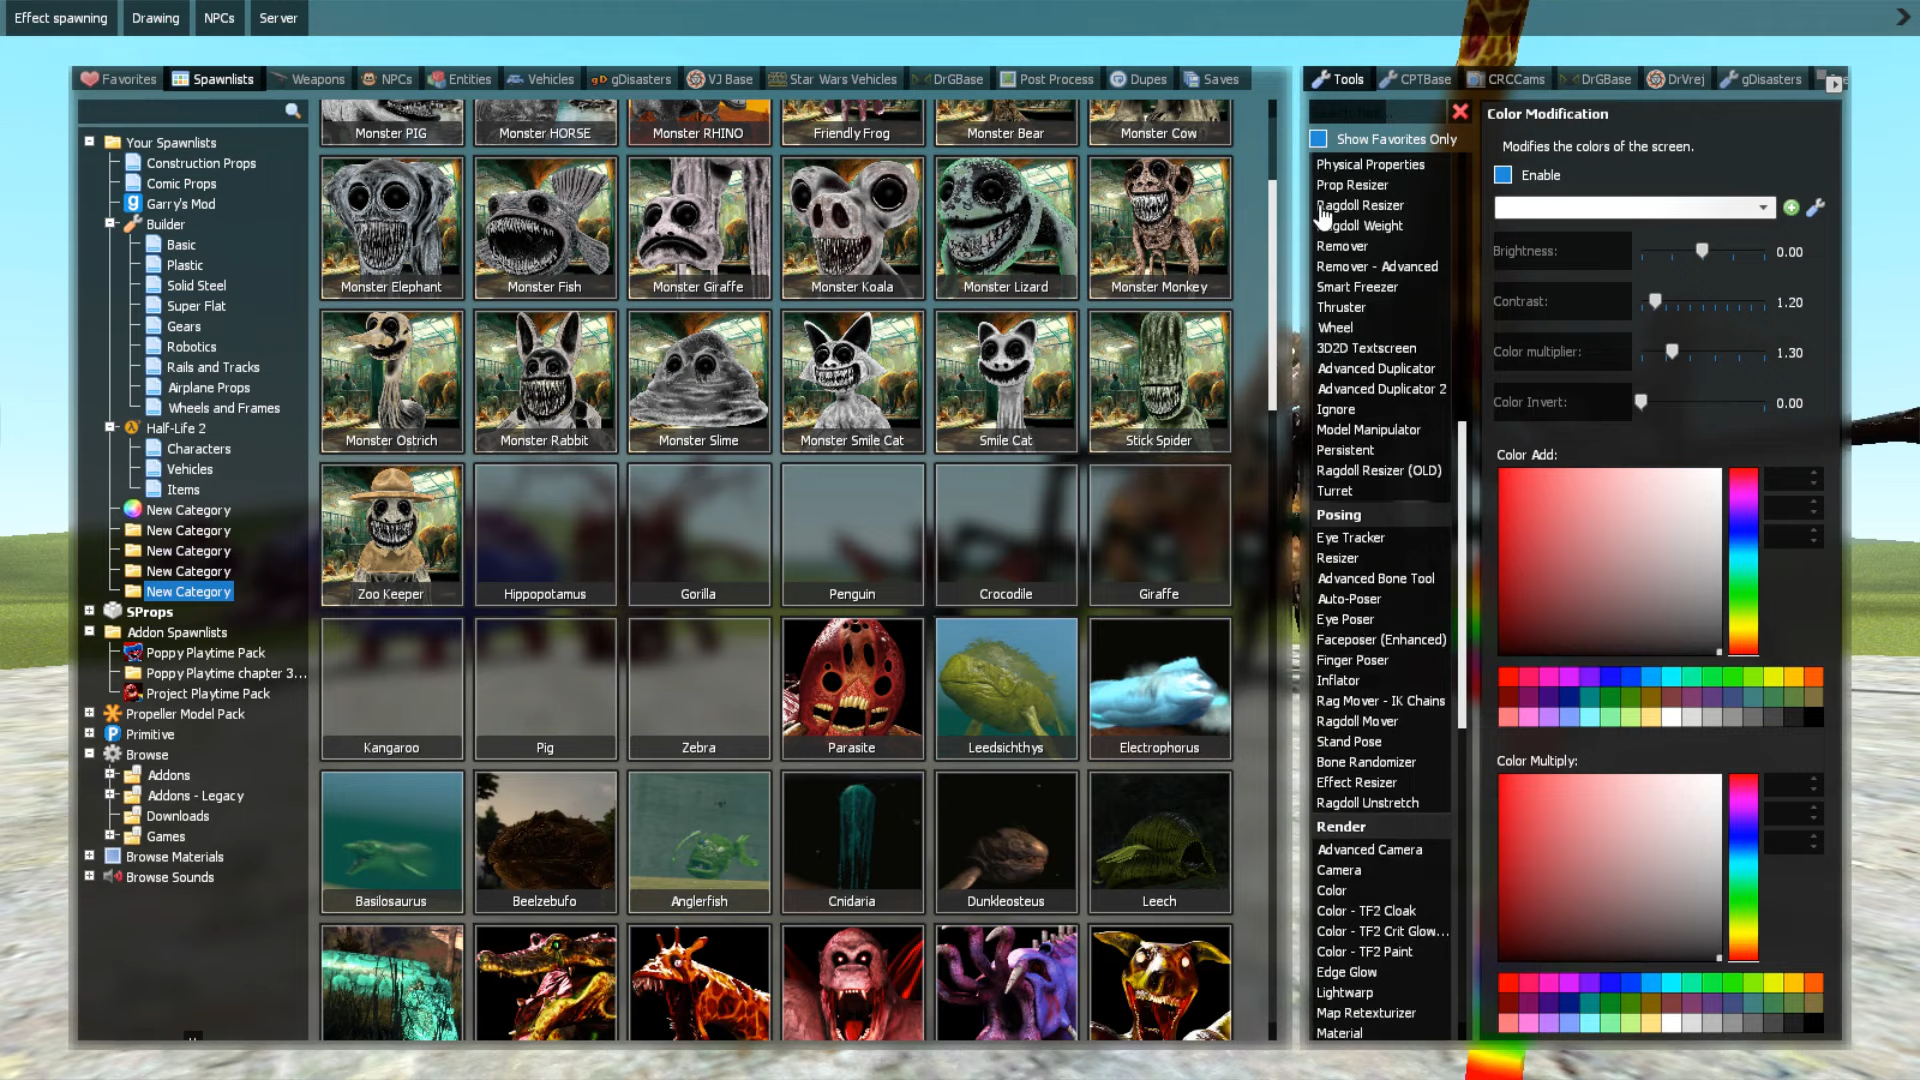 Effect spawning
Drawing
NPCs
Server
Favorites
Spawnlists
Weapons
NPCs
Entities
Vehicles
gDisasters
VJ Base
Star Wars Vehicles
DrGBase
Post Process
Dupes
Saves
Your Spawnlists
Construction Props
Comic Props
Garry's Mod
Builder
Basic
Plastic
Solid Steel
Super Flat
Gears
Robotics
Rails and Tracks
Airplane Props
Wheels and Frames
Half-Life 2
Characters
Vehicles
Items
New Category
New Category
New Category
New Category
New Category
SProps
Addon Spawnlists
Poppy Playtime Pack
Poppy Playtime chapter 3...
Project Playtime Pack
Propeller Model Pack
Primitive
Browse
Addons
Addons - Legacy
Downloads
Games
Browse Materials
Browse Sounds
Monster PIG
Monster HORSE
Monster RHINO
Friendly Frog
Monster Bear
Monster Cow
Monster Elephant
Monster Fish
Monster Giraffe
Monster Koala
Monster Lizard
Monster Monkey
Monster Ostrich
Monster Rabbit
Monster Slime
Monster Smile Cat
Smile Cat
Stick Spider
Zoo Keeper
Hippopotamus
Gorilla
Penguin
Crocodile
Giraffe
Kangaroo
Pig
Zebra
Parasite
Leedsichthys
Electrophorus
Basilosaurus
Beelzebufo
Anglerfish
Cnidaria
Dunkleosteus
Leech
Tools
CPTBase
CRCCams
DrGBase
DrVrej
gDisasters
Show Favorites Only
Physical Properties
Prop Resizer
Ragdoll Resizer
gdoll Weight
Remover
Remover - Advanced
Smart Freezer
Thruster
Wheel
3D2D Textscreen
Advanced Duplicator
Advanced Duplicator 2
Ignore
Model Manipulator
Persistent
Ragdoll Resizer (OLD)
Turret
Posing
Eye Tracker
Resizer
Advanced Bone Tool
Auto-Poser
Eye Poser
Faceposer (Enhanced)
Finger Poser
Inflator
Rag Mover - IK Chains
Ragdoll Mover
Stand Pose
Bone Randomizer
Effect Resizer
Ragdoll Unstretch
Render
Advanced Camera
Camera
Color
Color - TF2 Cloak
Color - TF2 Crit Glow...
Color - TF2 Paint
Edge Glow
Lightwarp
Map Retexturizer
Material
Color Modification
Modifies the colors of the screen.
Enable
Brightness:
0.00
Contrast:
1.20
Color multiplier:
1.30
Color Invert:
0.00
Color Add:
Color Multiply: